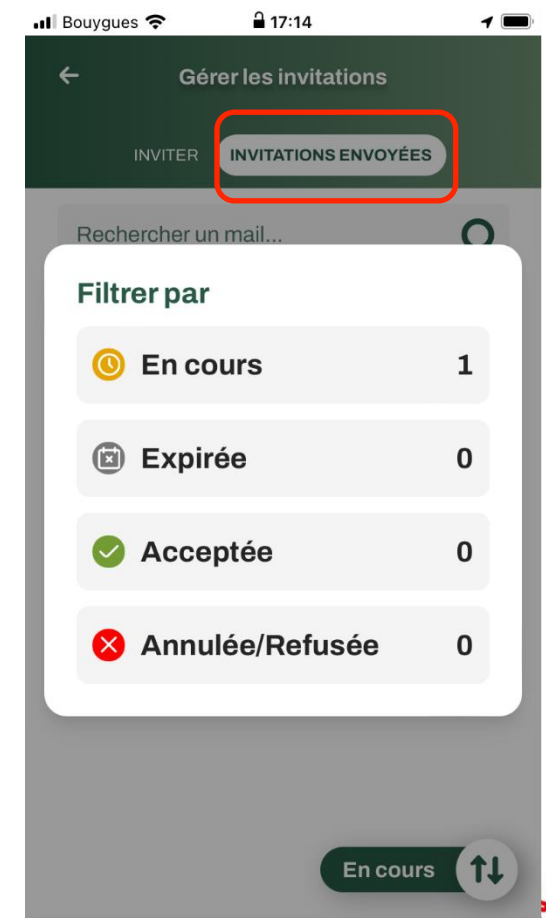 Bouygues 17:14
Gérer les invitations
INVITER INVITATIONS ENVOYÉES
Rechercher un mail...
Filtrer par
En cours 1
Expirée 0
Acceptée 0
Annulée/Refusée 0
En cours